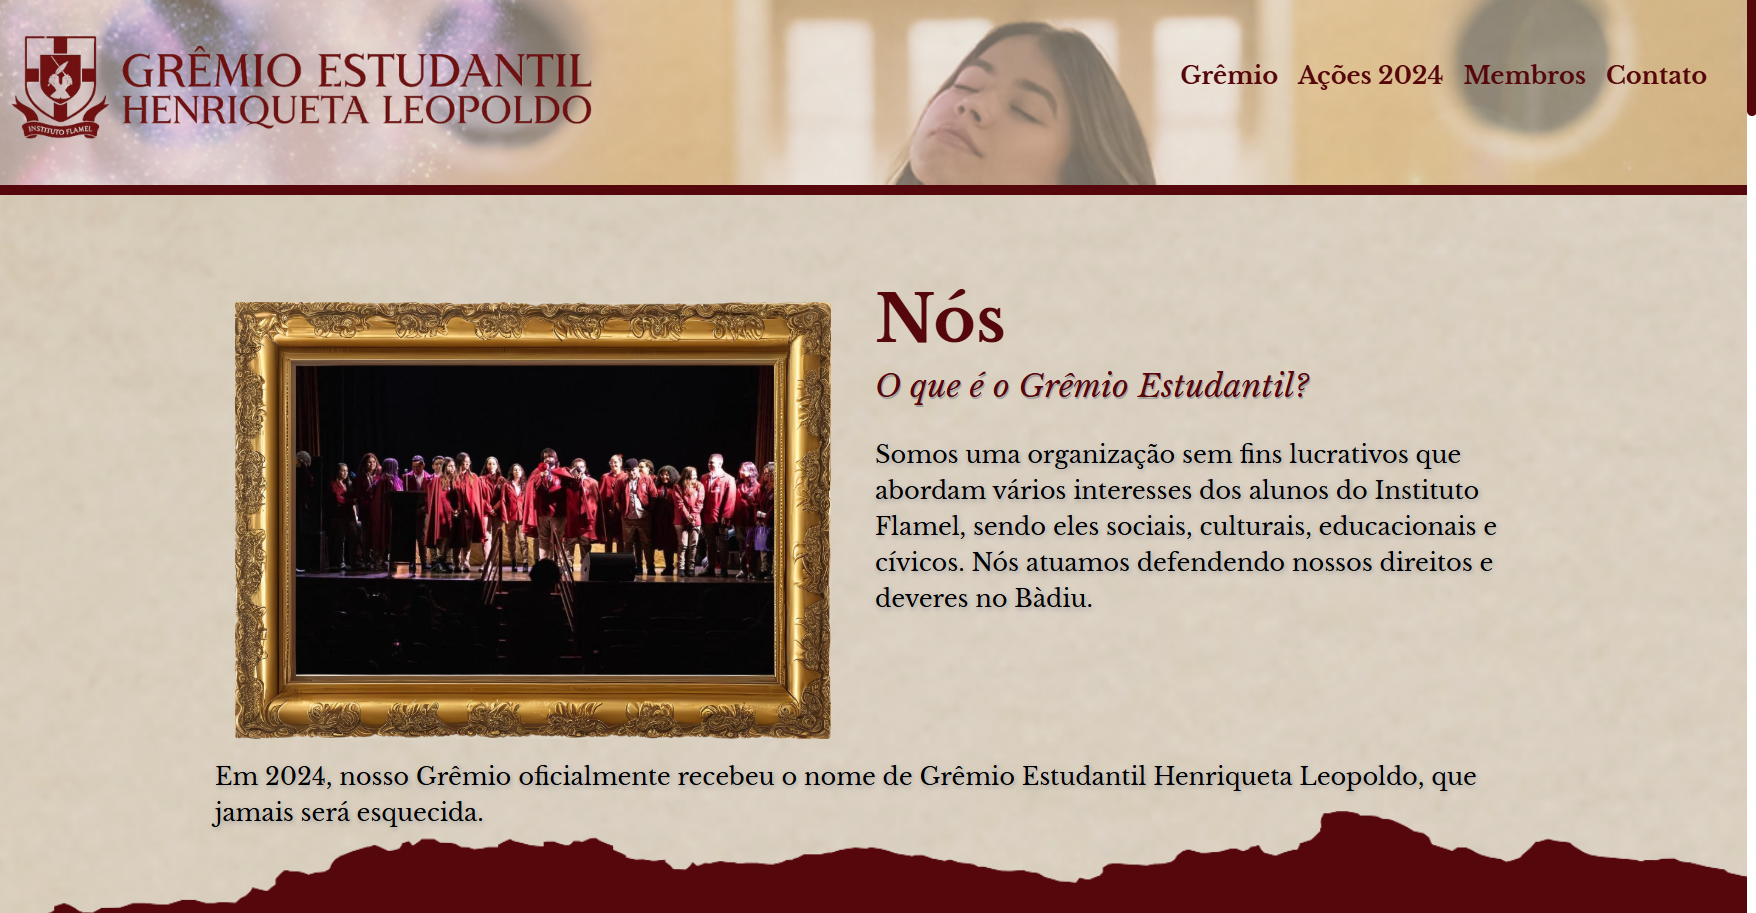 GRÊMIO ESTUDANTIL
HENRIQUETA LEOPOLDO
INSTITUTO FLAMEL
Grêmio Ações 2024 Membros Contato
Nós
O que é o Grêmio Estudantil?
Somos uma organização sem fins lucrativos que
abordam vários interesses dos alunos do Instituto
Flamel, sendo eles sociais, culturais, educacionais e
cívicos. Nós atuamos defendendo nossos direitos e
deveres no Bàdiu.
Em 2024, nosso Grêmio oficialmente recebeu o nome de Grêmio Estudantil Henriqueta Leopoldo, que
jamais será esquecida.